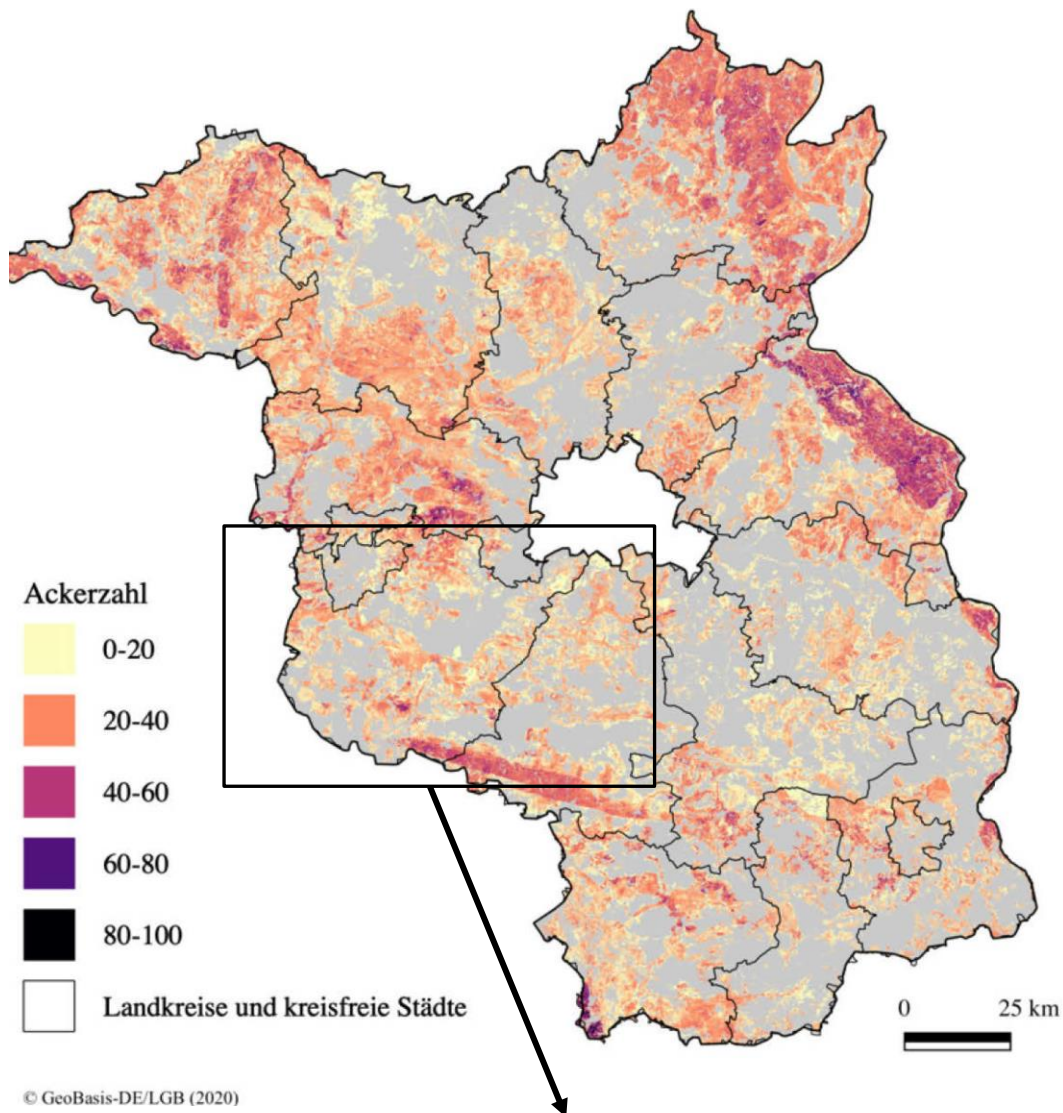 Ackerzahl
0-20
20-40
40-60
60-80
80-100
Landkreise und kreisfreie Städte
0 25 km
© GeoBasis-DE/LGB (2020)